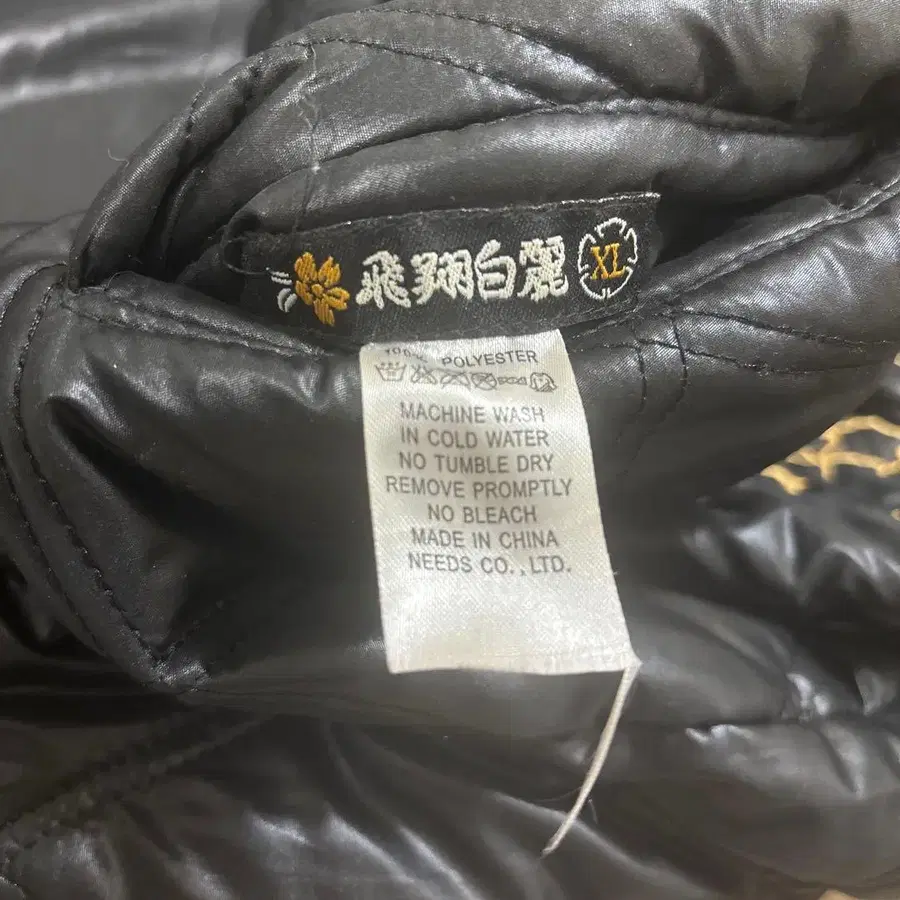 飛翔白麗 XL
100% POLYESTER
MACHINE WASH
IN COLD WATER
NO TUMBLE DRY
REMOVE PROMPTLY
NO BLEACH
MADE IN CHINA
NEEDS CO., LTD.